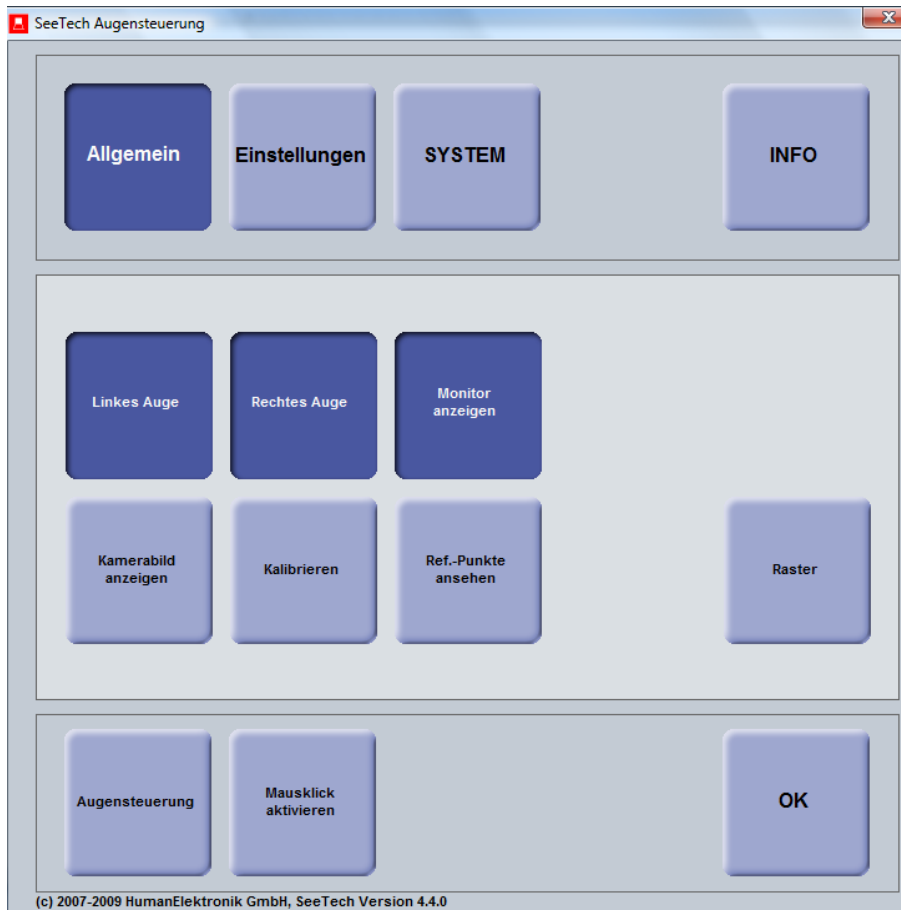 SeeTech Augensteuerung
Allgemein
Einstellungen
SYSTEM
INFO
Linkes Auge
Rechtes Auge
Monitor
anzeigen
Kamerabild
anzeigen
Kalibrieren
Ref.-Punkte
ansehen
Raster
Augensteuerung
Mausklick
aktivieren
OK
(c) 2007-2009 HumanElektronik GmbH, SeeTech Version 4.4.0